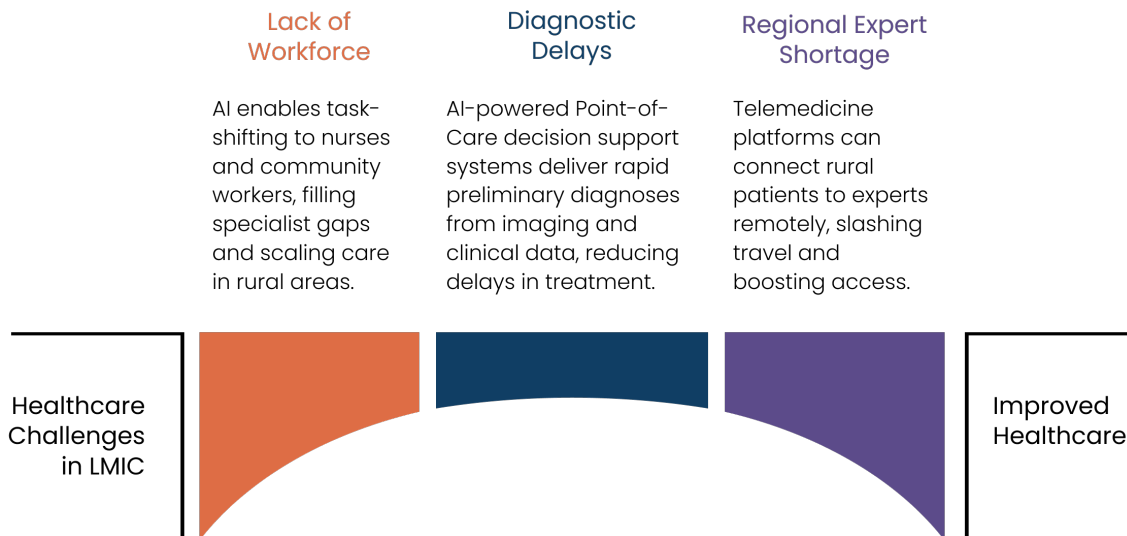 Lack of
Workforce
AI enables task-
shifting to nurses
and community
workers, filling
specialist gaps
and scaling care
in rural areas.
Diagnostic
Delays
AI-powered Point-of-
Care decision support
systems deliver rapid
preliminary diagnoses
from imaging and
clinical data, reducing
delays in treatment.
Regional Expert
Shortage
Telemedicine
platforms can
connect rural
patients to experts
remotely, slashing
travel and
boosting access.
Healthcare
Challenges
in LMIC
Improved
Healthcare